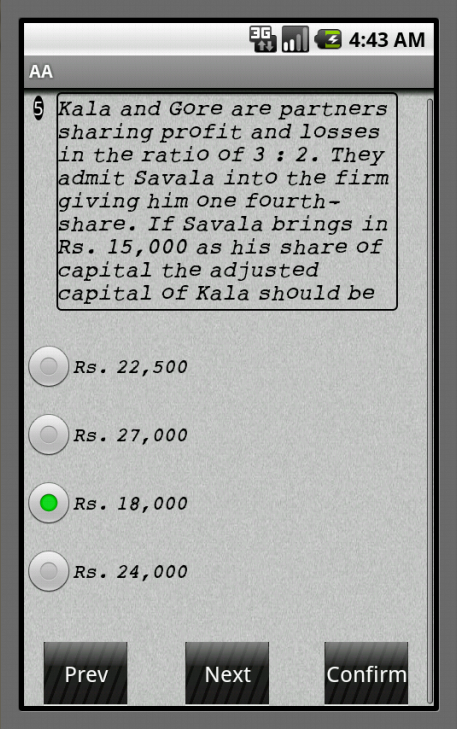 3G 4:43 AM
AA
5 Kala and Gore are partners
sharing profit and losses
in the ratio of 3 : 2. They
admit Savala into the firm
giving him one fourth-
share. If Savala brings in
Rs. 15,000 as his share of
capital the adjusted
capital of Kala should be
Rs. 22,500
Rs. 27,000
Rs. 18,000
Rs. 24,000
Prev Next Confirm